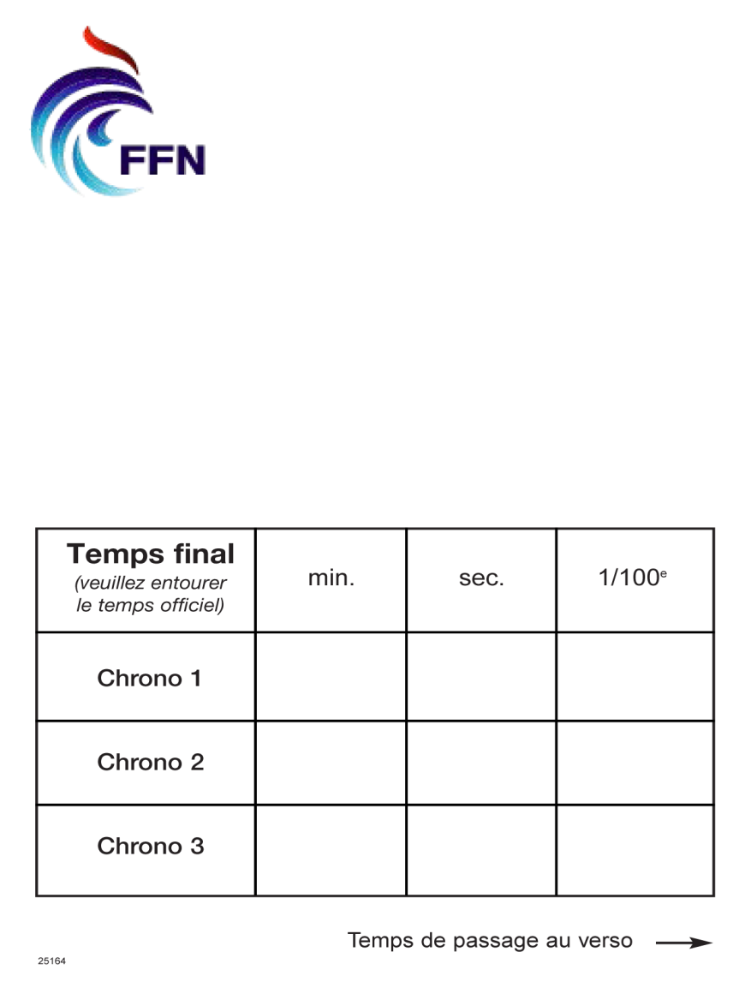 FFN
Temps final
(veuillez entourer
le temps officiel)
min.
sec.
1/100e
Chrono 1
Chrono 2
Chrono 3
Temps de passage au verso
25164